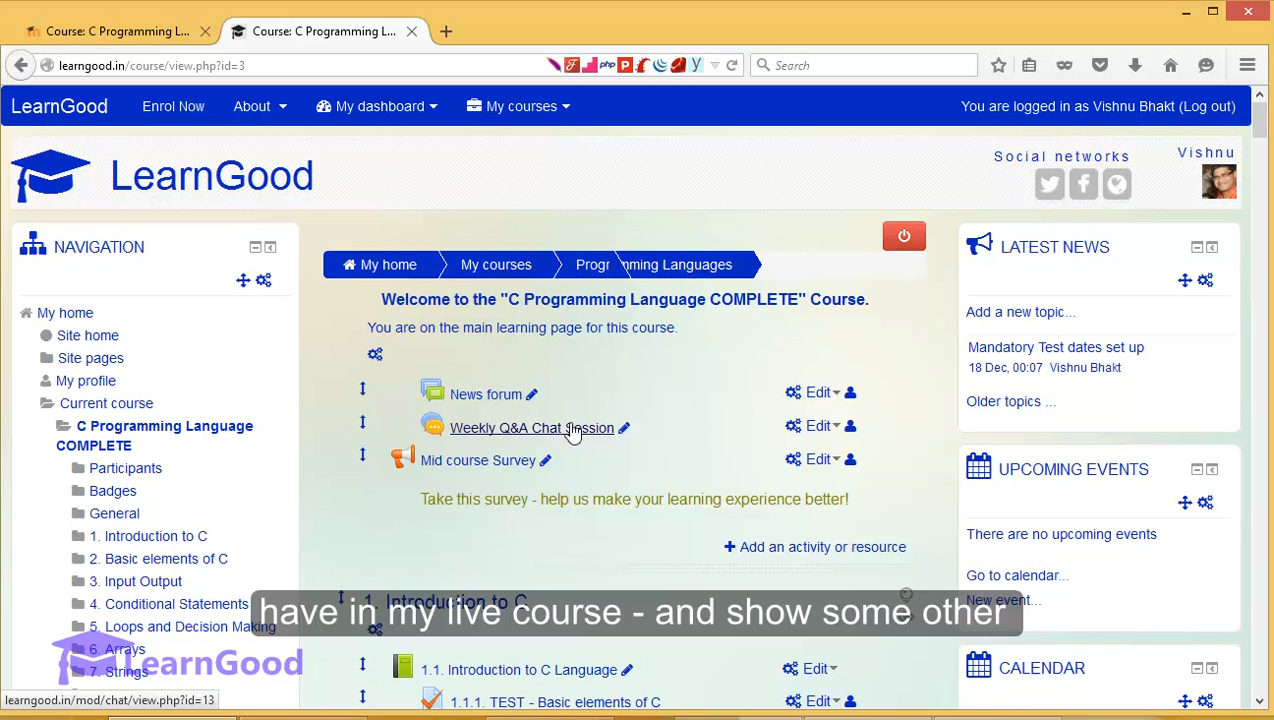 Course: C Programming L...
Course: C Programming L...
learngood.in/course/view.php?id=3
php
Search
LearnGood
Enrol Now
About
My dashboard
My courses
You are logged in as Vishnu Bhakt (Log out)
LearnGood
Social networks
Vishnu
NAVIGATION
My home
Site home
Site pages
My profile
Current course
C Programming Language
COMPLETE
Participants
Badges
General
1. Introduction to C
2. Basic elements of C
3. Input Output
4. Conditional Statements
5. Loops and Decision Making
6. Arrays
7. Strings
My home
My courses
Progr mming Languages
Welcome to the "C Programming Language COMPLETE" Course.
You are on the main learning page for this course.
News forum
Edit
Weekly Q&A Chat Session
Edit
Mid course Survey
Edit
Take this survey - help us make your learning experience better!
Add an activity or resource
1. Introduction to C
1.1. Introduction to C Language
Edit
1.1.1. TEST - Basic elements of C
Edit
LATEST NEWS
Add a new topic...
Mandatory Test dates set up
18 Dec, 00:07 Vishnu Bhakt
Older topics ...
UPCOMING EVENTS
There are no upcoming events
Go to calendar...
New event...
CALENDAR
have in my live course - and show some other
LearnGood
learngood.in/mod/chat/view.php?id=13